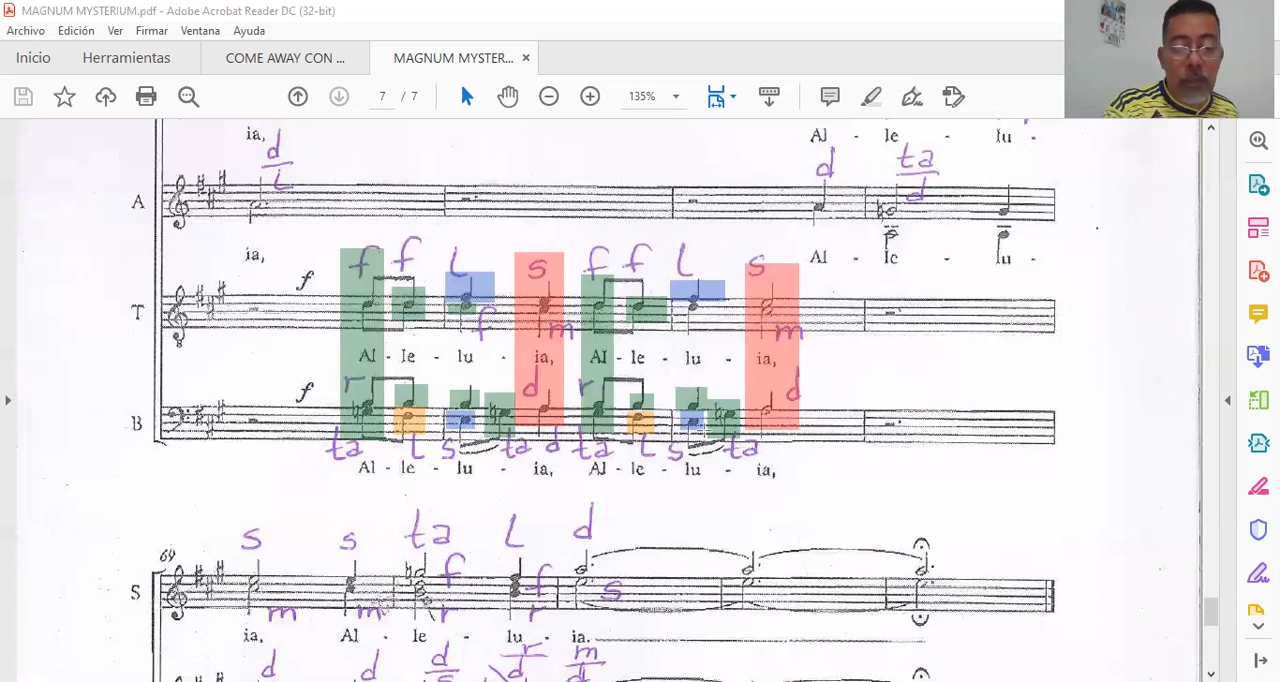 MAGNUM MYSTERIUM.pdf - Adobe Acrobat Reader DC (32-bit)
Archivo Edición Ver Firmar Ventana Ayuda
Inicio Herramientas COME AWAY CON ... MAGNUM MYSTER... ×
7 / 7 135%
ia, Al - le - lu -
d d ta
L d
A
ia, Al - le - lu -
f f L s f f L s
f
T
f m m
Al - le - lu - ia, Al - le - lu - ia,
r d r d
f
B
ta L s ta d ta L s ta
Al - le - lu - ia, Al - le - lu - ia,
s s ta L d
69
f f s
S
m m r r
ia, Al - le - lu - ia.
d d d r m
s d d